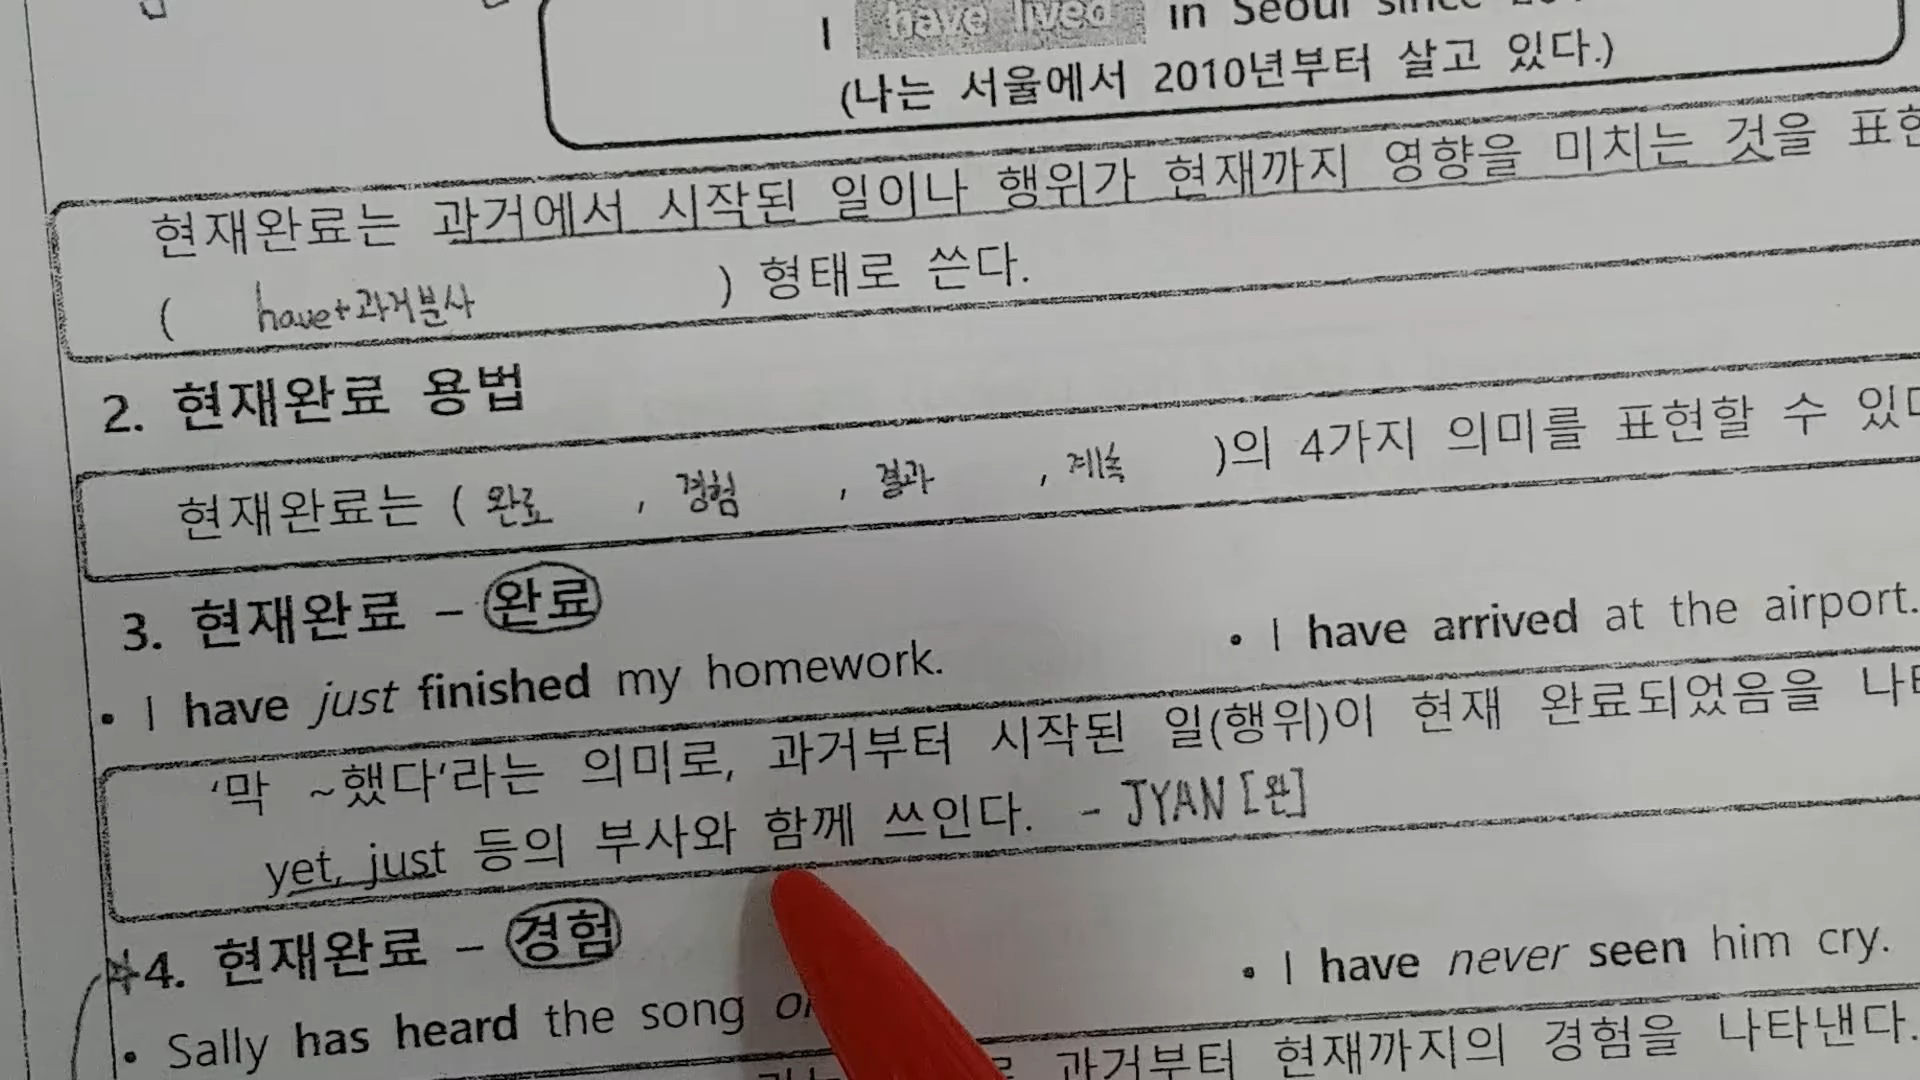 I have lived in Seoul since
(나는 서울에서 2010년부터 살고 있다.)
현재완료는 과거에서 시작된 일이나 행위가 현재까지 영향을 미치는 것을
( have+과거분사 ) 형태로 쓴다.
2. 현재완료 용법
현재완료는 ( 완료 , 경험 , 결과 , 계속 )의 4가지 의미를 표현할 수
3. 현재완료 – 완료
• I have just finished my homework. • I have arrived at the airport.
‘막 ~했다’라는 의미로, 과거부터 시작된 일(행위)이 현재 완료되었음을
yet, just 등의 부사와 함께 쓰인다. - JYAN [완]
☆4. 현재완료 – 경험
• Sally has heard the song • I have never seen him cry.
과거부터 현재까지의 경험을 나타낸다.